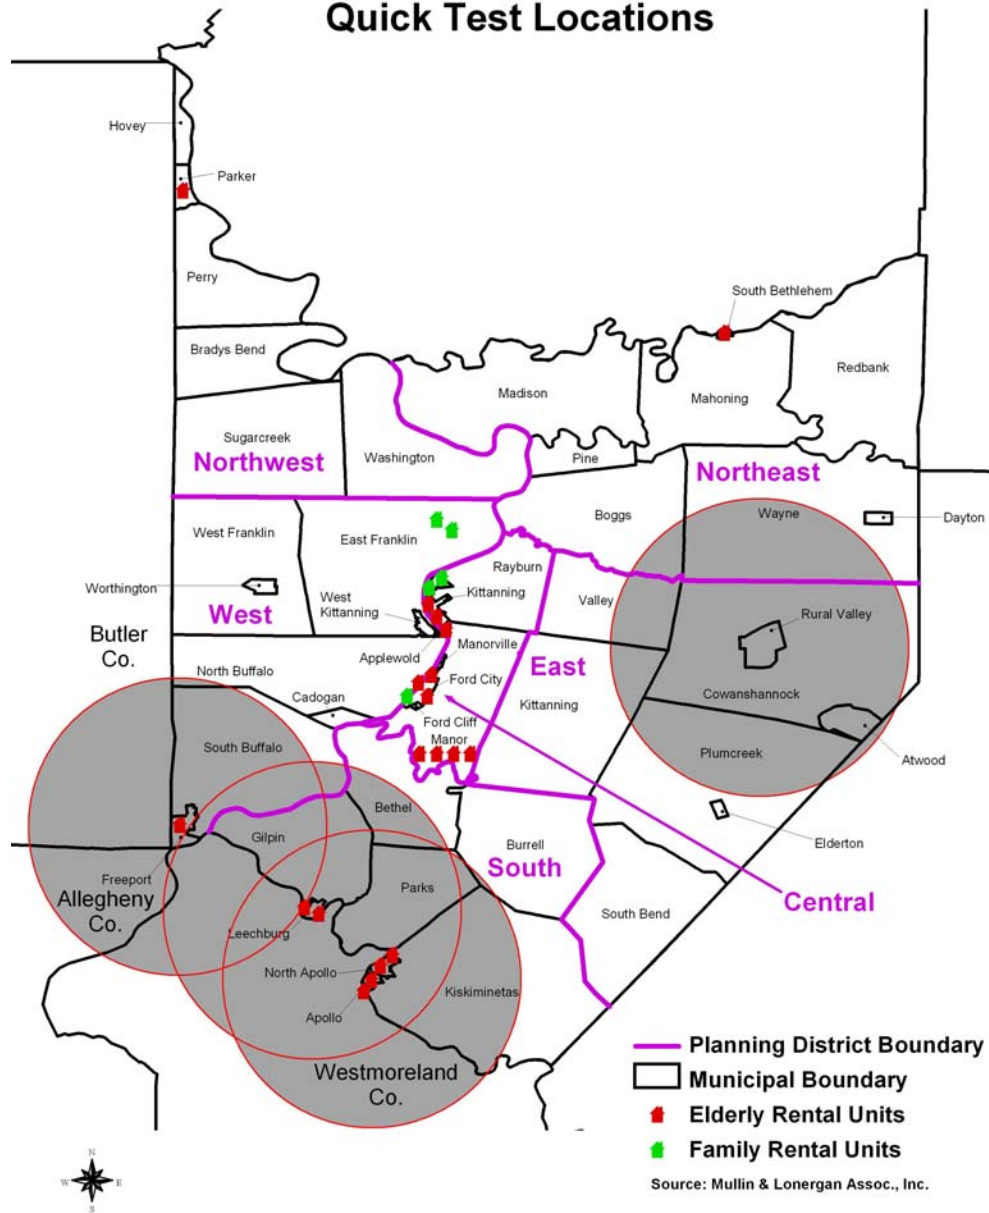 Quick Test Locations
Hovey
Parker
Perry
South Bethlehem
Bradys Bend
Redbank
Madison
Mahoning
Sugarcreek
Northwest
Washington
Pine
Northeast
Boggs
Wayne
Dayton
West Franklin
East Franklin
Rayburn
Worthington
West
Kittanning
Kittanning
Valley
Rural Valley
West
Butler
Co.
Applewold
Manorville
East
North Buffalo
Ford City
Cadogan
Kittanning
Cowanshannock
Ford Cliff
Manor
South Buffalo
Plumcreek
Atwood
Bethel
Gilpin
Burrell
Elderton
South
Freeport
Allegheny
Co.
Parks
Central
South Bend
Leechburg
North Apollo
Kiskiminetas
Apollo
Westmoreland
Co.
Planning District Boundary
Municipal Boundary
Elderly Rental Units
Family Rental Units
Source: Mullin & Lonergan Assoc., Inc.
N
W
E
S